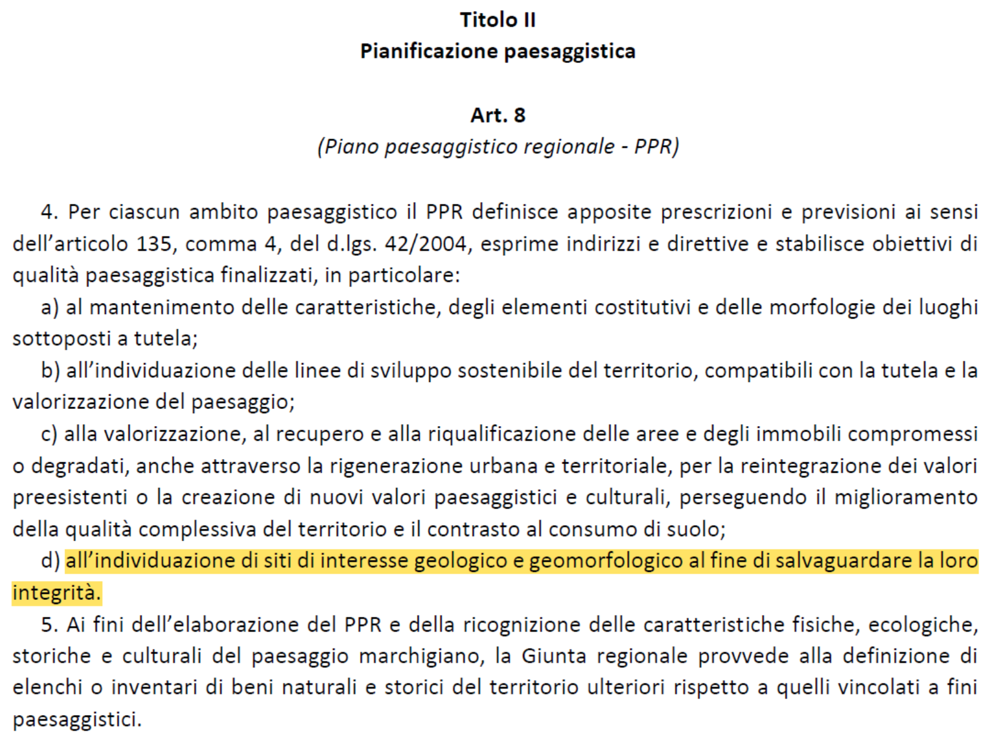 Titolo II
Pianificazione paesaggistica
Art. 8
(Piano paesaggistico regionale - PPR)
4. Per ciascun ambito paesaggistico il PPR definisce apposite prescrizioni e previsioni ai sensi
dell’articolo 135, comma 4, del d.lgs. 42/2004, esprime indirizzi e direttive e stabilisce obiettivi di
qualità paesaggistica finalizzati, in particolare:
a) al mantenimento delle caratteristiche, degli elementi costitutivi e delle morfologie dei luoghi
sottoposti a tutela;
b) all’individuazione delle linee di sviluppo sostenibile del territorio, compatibili con la tutela e la
valorizzazione del paesaggio;
c) alla valorizzazione, al recupero e alla riqualificazione delle aree e degli immobili compromessi
o degradati, anche attraverso la rigenerazione urbana e territoriale, per la reintegrazione dei valori
preesistenti o la creazione di nuovi valori paesaggistici e culturali, perseguendo il miglioramento
della qualità complessiva del territorio e il contrasto al consumo di suolo;
d) all’individuazione di siti di interesse geologico e geomorfologico al fine di salvaguardare la loro
integrità.
5. Ai fini dell’elaborazione del PPR e della ricognizione delle caratteristiche fisiche, ecologiche,
storiche e culturali del paesaggio marchigiano, la Giunta regionale provvede alla definizione di
elenchi o inventari di beni naturali e storici del territorio ulteriori rispetto a quelli vincolati a fini
paesaggistici.